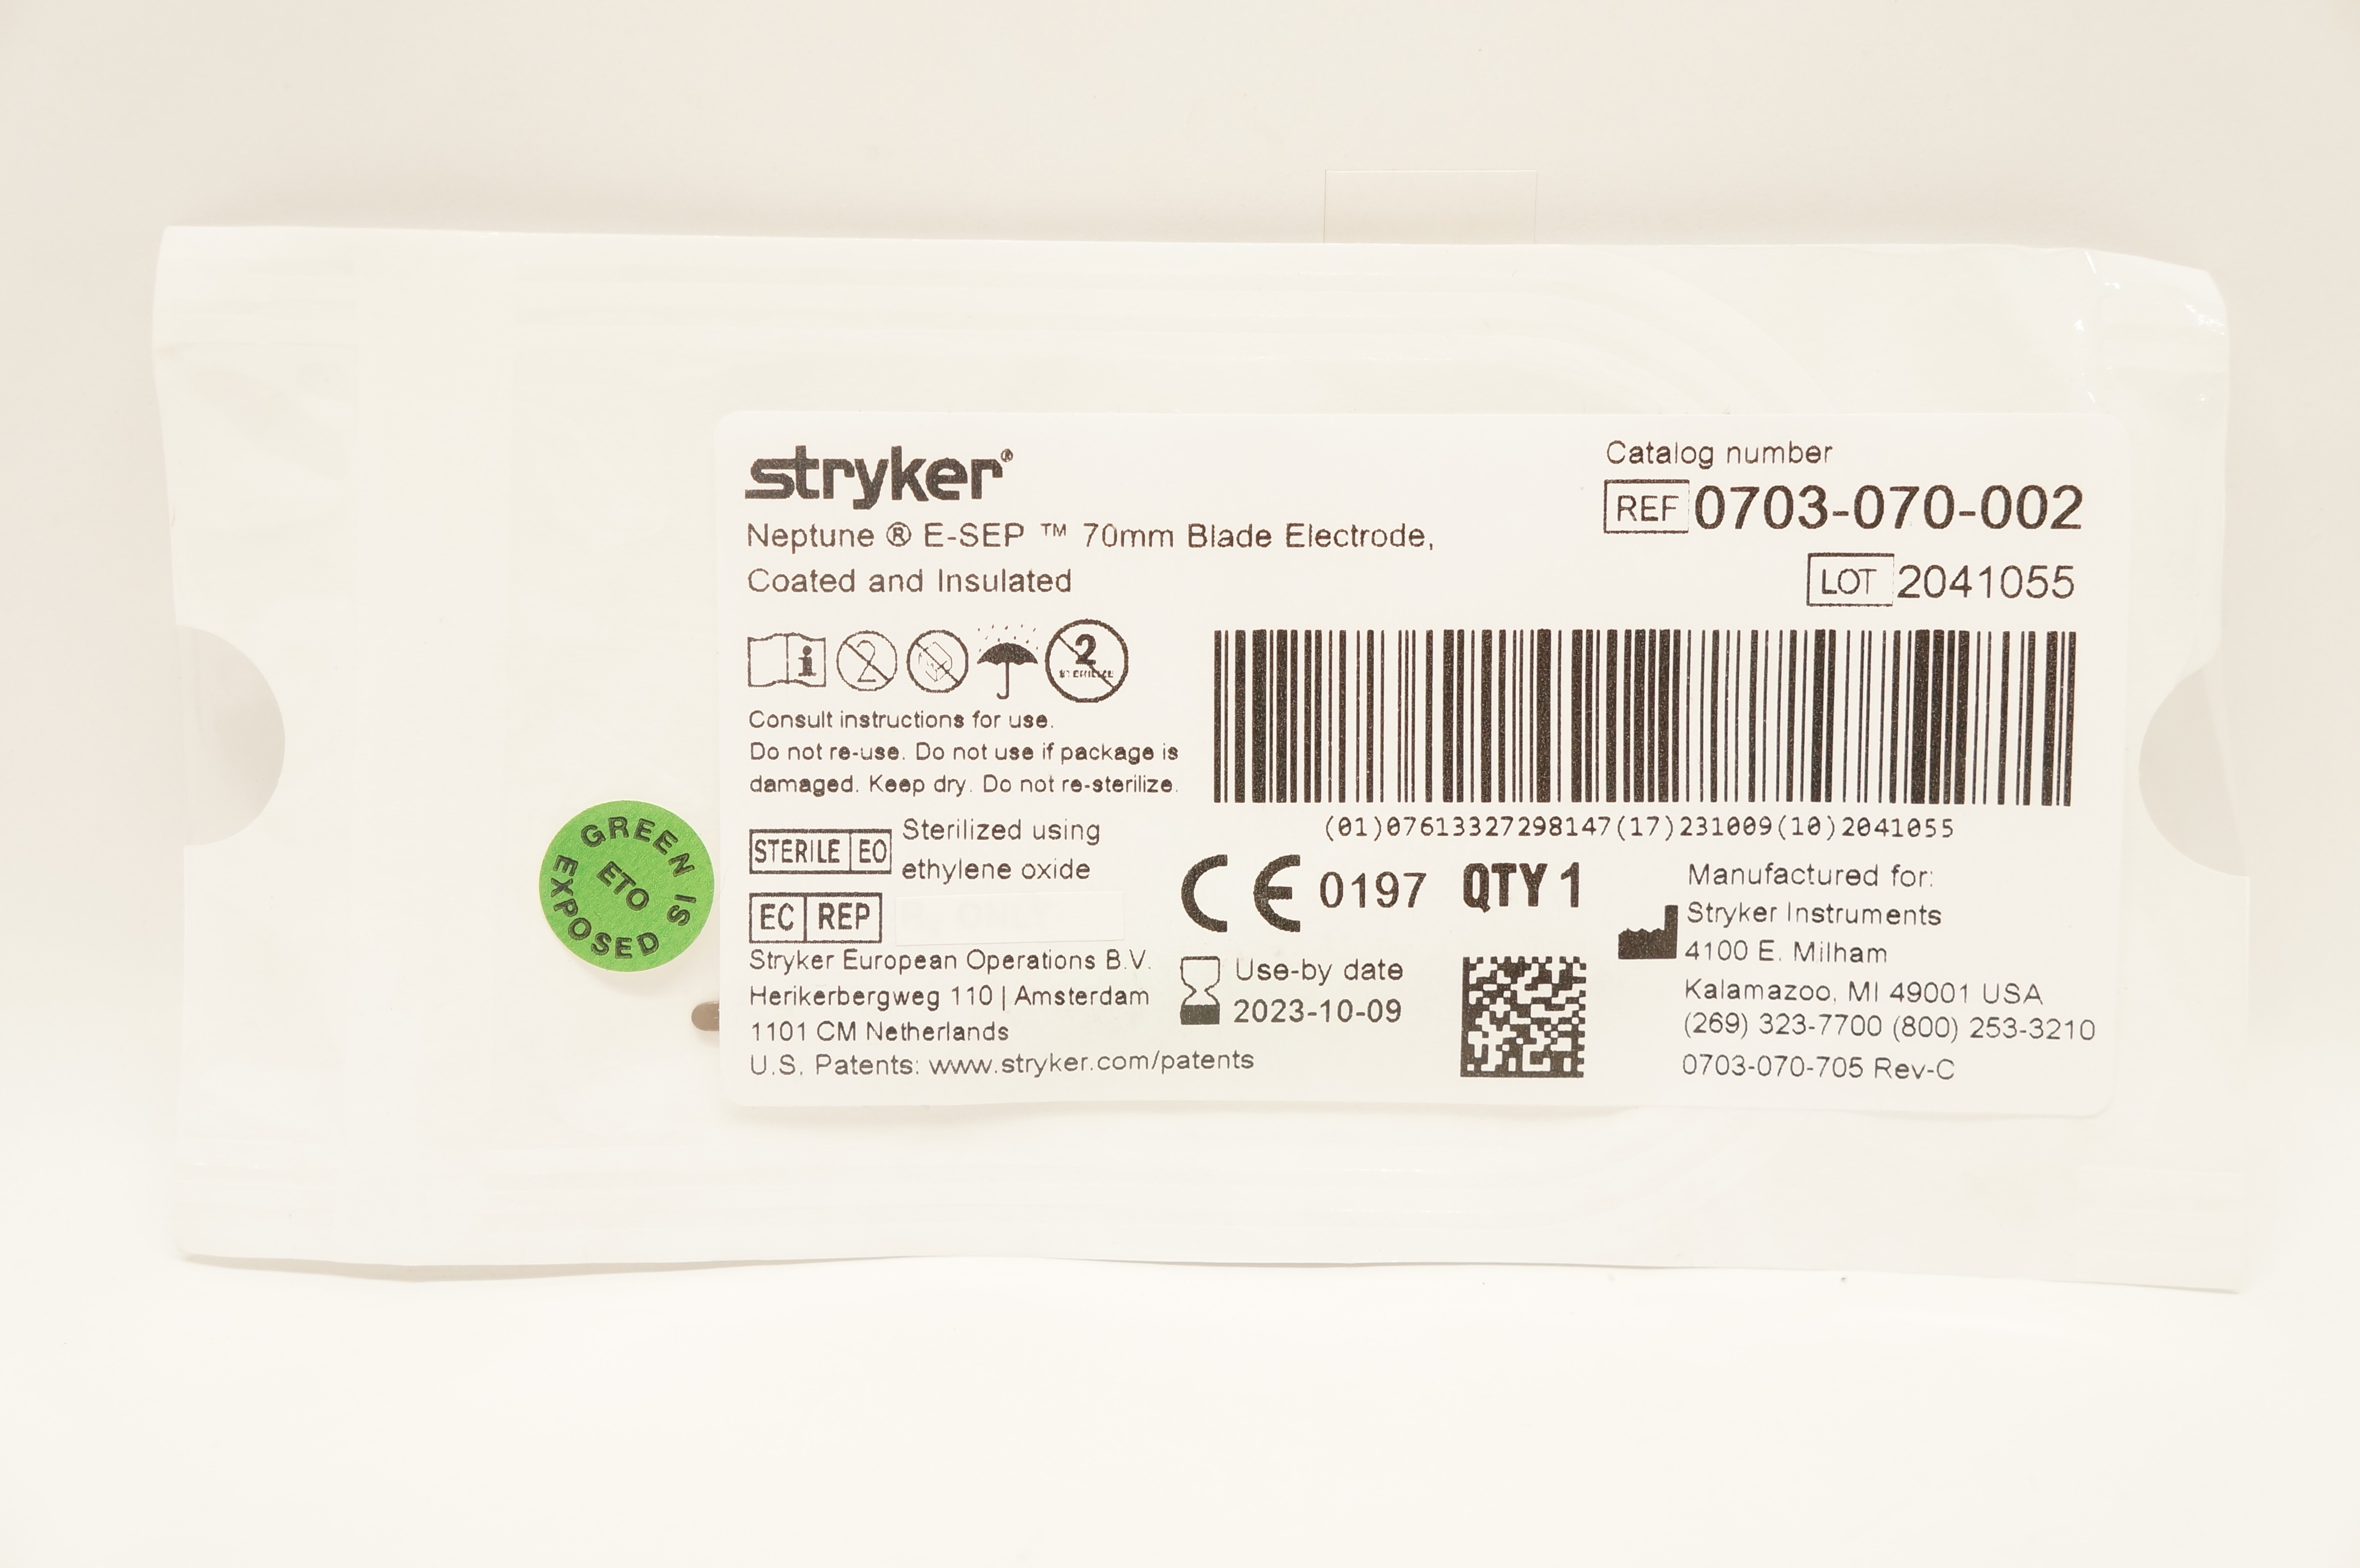 stryker®
Neptune ® E-SEP ™ 70mm Blade Electrode,
Coated and Insulated
Catalog number
REF 0703-070-002
LOT 2041055
2
2
STERILIZE
Consult instructions for use.
Do not re-use. Do not use if package is
damaged. Keep dry. Do not re-sterilize.
(01)07613327298147(17)231009(10)2041055
GREEN IS
ETO
EXPOSED
STERILE EO Sterilized using
ethylene oxide
EC REP
Stryker European Operations B.V.
Herikerbergweg 110 | Amsterdam
1101 CM Netherlands
U.S. Patents: www.stryker.com/patents
CE 0197 QTY 1
Use-by date
2023-10-09
Manufactured for:
Stryker Instruments
4100 E. Milham
Kalamazoo, MI 49001 USA
(269) 323-7700 (800) 253-3210
0703-070-705 Rev-C